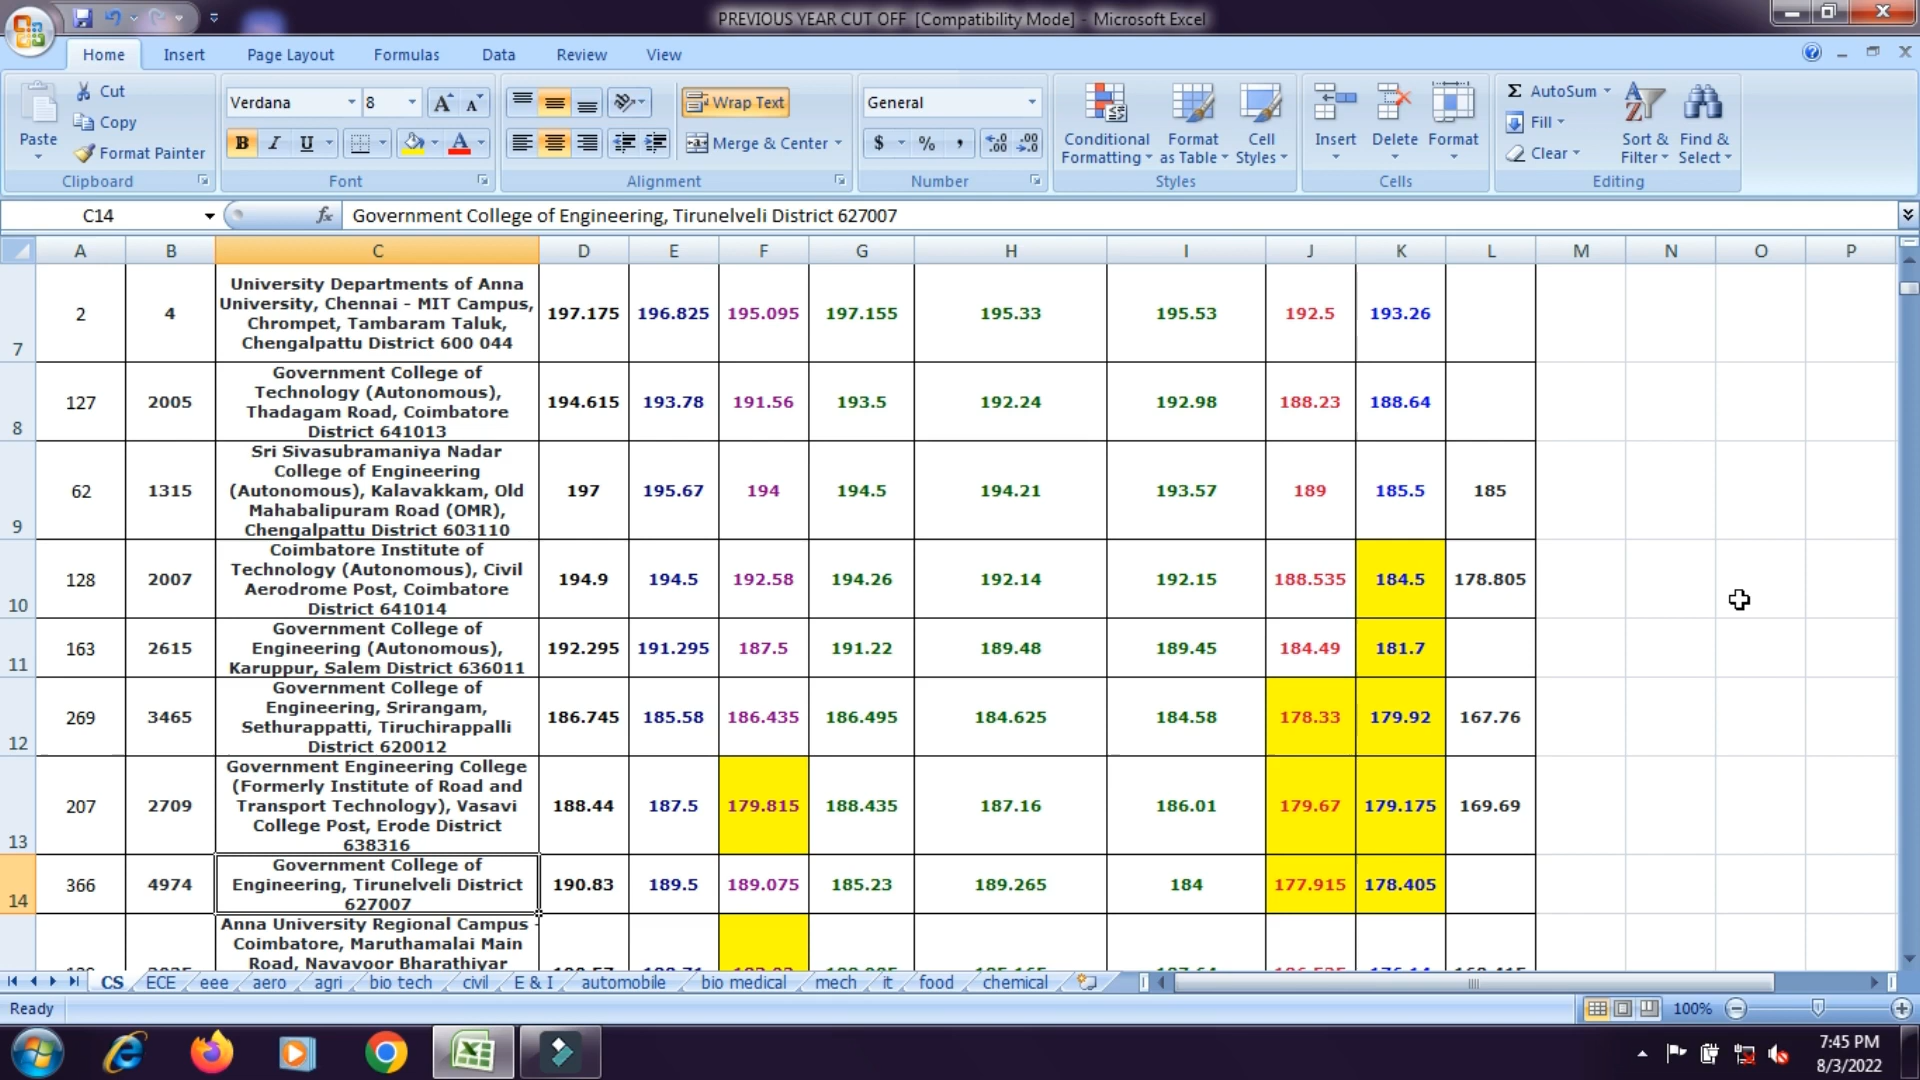 PREVIOUS YEAR CUT OFF [Compatibility Mode] - Microsoft Excel
Home Insert Page Layout Formulas Data Review View
Paste
Cut
Copy
Format Painter
Clipboard
Verdana 8
B I U
Font
Wrap Text
Merge & Center
Alignment
General
$ % ,
Number
Conditional Formatting
Format as Table
Cell Styles
Styles
Insert Delete Format
Cells
Σ AutoSum
Fill
Clear
Sort & Filter
Find & Select
Editing
C14 fx Government College of Engineering, Tirunelveli District 627007
A B C D E F G H I J K L M N O P
7 2 4 University Departments of Anna University, Chennai - MIT Campus, Chrompet, Tambaram Taluk, Chengalpattu District 600 044 197.175 196.825 195.095 197.155 195.33 195.53 192.5 193.26
8 127 2005 Government College of Technology (Autonomous), Thadagam Road, Coimbatore District 641013 194.615 193.78 191.56 193.5 192.24 192.98 188.23 188.64
9 62 1315 Sri Sivasubramaniya Nadar College of Engineering (Autonomous), Kalavakkam, Old Mahabalipuram Road (OMR), Chengalpattu District 603110 197 195.67 194 194.5 194.21 193.57 189 185.5 185
10 128 2007 Coimbatore Institute of Technology (Autonomous), Civil Aerodrome Post, Coimbatore District 641014 194.9 194.5 192.58 194.26 192.14 192.15 188.535 184.5 178.805
11 163 2615 Government College of Engineering (Autonomous), Karuppur, Salem District 636011 192.295 191.295 187.5 191.22 189.48 189.45 184.49 181.7
12 269 3465 Government College of Engineering, Srirangam, Sethurappatti, Tiruchirappalli District 620012 186.745 185.58 186.435 186.495 184.625 184.58 178.33 179.92 167.76
13 207 2709 Government Engineering College (Formerly Institute of Road and Transport Technology), Vasavi College Post, Erode District 638316 188.44 187.5 179.815 188.435 187.16 186.01 179.67 179.175 169.69
14 366 4974 Government College of Engineering, Tirunelveli District 627007 190.83 189.5 189.075 185.23 189.265 184 177.915 178.405
Anna University Regional Campus - Coimbatore, Maruthamalai Main Road, Navavoor Bharathiyar
CS ECE eee aero agri bio tech civil E & I automobile bio medical mech it food chemical
Ready 100%
7:45 PM
8/3/2022